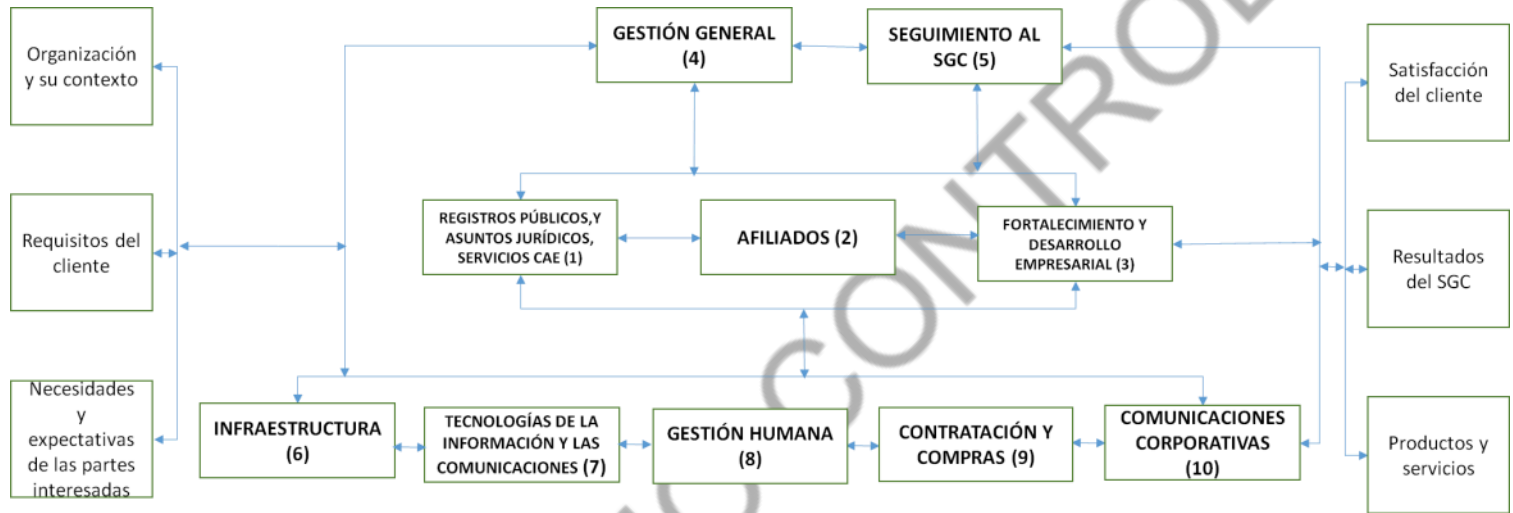 Organización
y su contexto
Requisitos del
cliente
Necesidades
y
expectativas
de las partes
interesadas
GESTIÓN GENERAL
(4)
SEGUIMIENTO AL
SGC (5)
REGISTROS PÚBLICOS,Y
ASUNTOS JURÍDICOS,
SERVICIOS CAE (1)
AFILIADOS (2)
FORTALECIMIENTO Y
DESARROLLO
EMPRESARIAL (3)
INFRAESTRUCTURA
(6)
TECNOLOGÍAS DE LA
INFORMACIÓN Y LAS
COMUNICACIONES (7)
GESTIÓN HUMANA
(8)
CONTRATACIÓN Y
COMPRAS (9)
COMUNICACIONES
CORPORATIVAS
(10)
Satisfacción
del cliente
Resultados
del SGC
Productos y
servicios